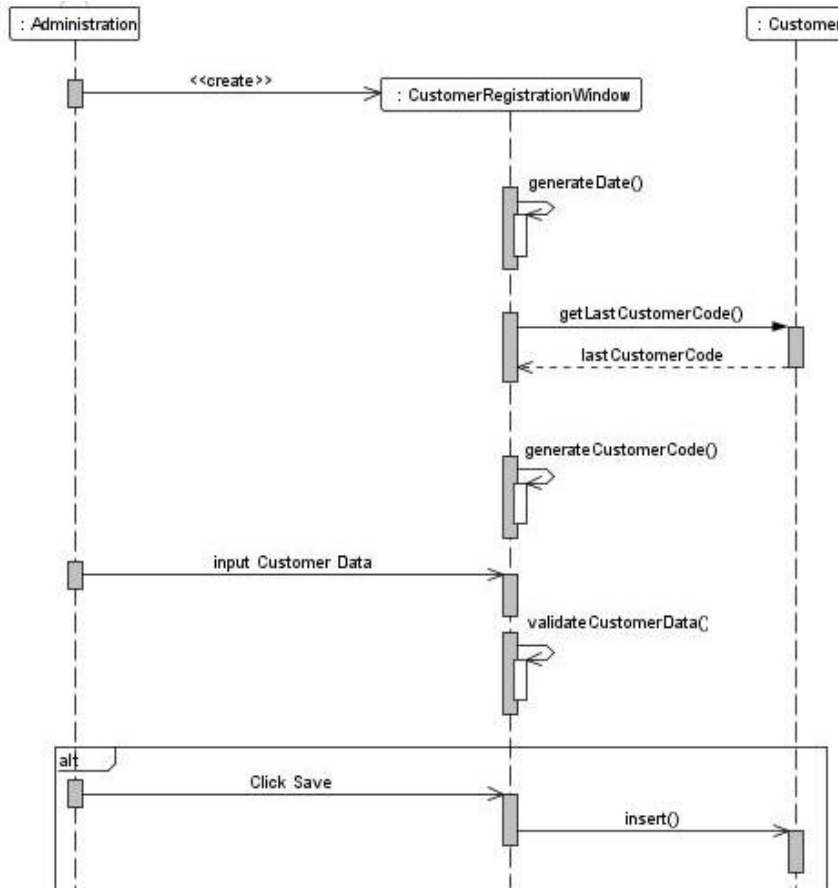 : Administration
: Customer
<<create>>
: CustomerRegistrationWindow
generateDate()
getLastCustomerCode()
lastCustomerCode
generateCustomerCode()
input Customer Data
validateCustomerData()
alt
Click Save
insert()